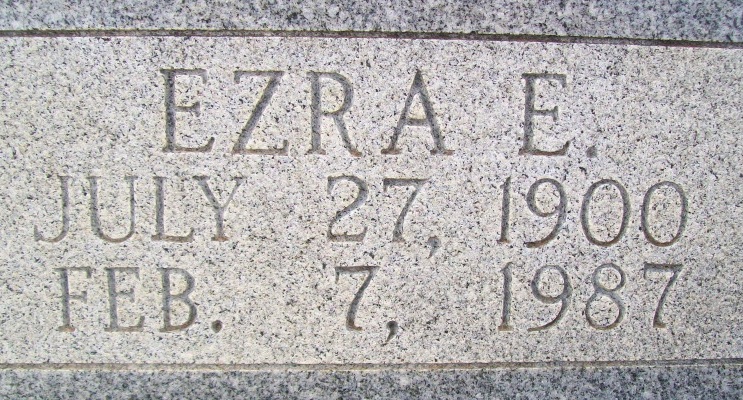 EZRA E.
JULY 27, 1900
FEB. 7, 1987